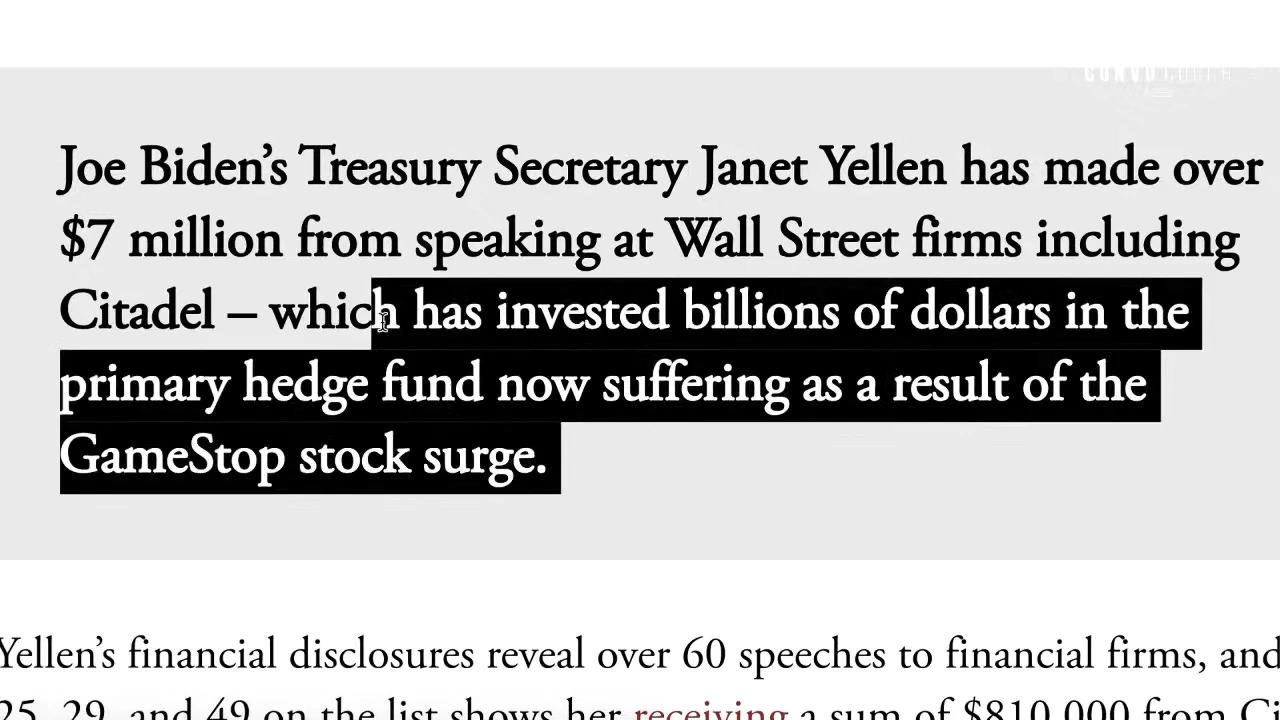 Joe Biden’s Treasury Secretary Janet Yellen has made over
$7 million from speaking at Wall Street firms including
Citadel – which has invested billions of dollars in the
primary hedge fund now suffering as a result of the
GameStop stock surge.
Yellen’s financial disclosures reveal over 60 speeches to financial firms, and
25, 29, and 49 on the list shows her receiving a sum of $810,000 from